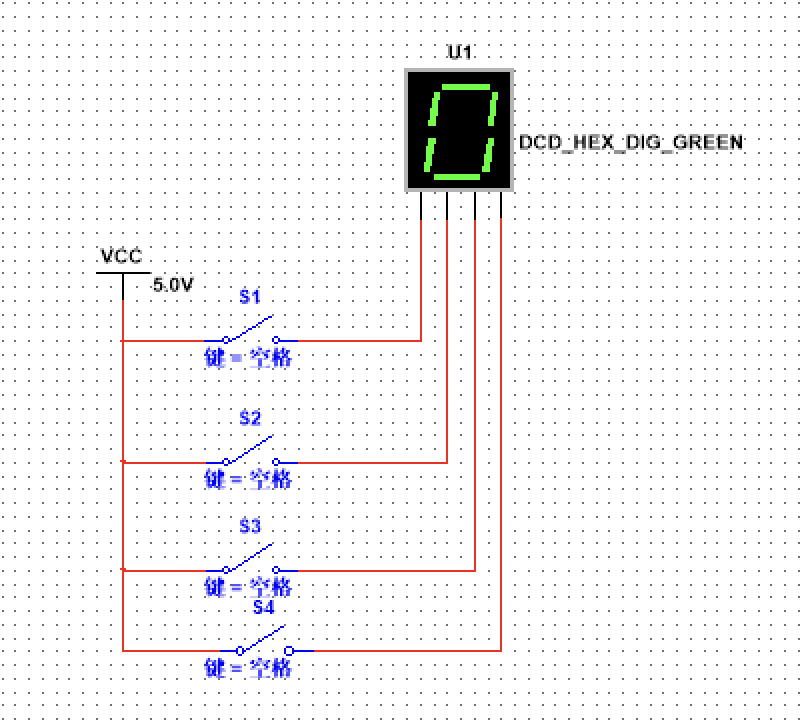 U1
DCD_HEX_DIG_GREEN
VCC
5.0V
S1
键 = 空格
S2
键 = 空格
S3
键 = 空格
S4
键 = 空格